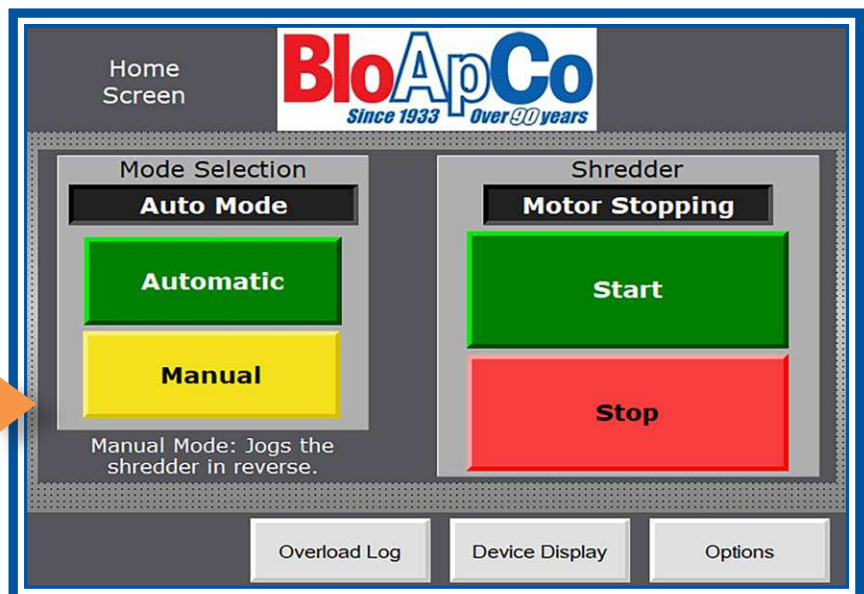 Home
Screen
BloApCo
Since 1933 Over 90 years
Mode Selection
Auto Mode
Automatic
Manual
Manual Mode: Jogs the
shredder in reverse.
Shredder
Motor Stopping
Start
Stop
Overload Log
Device Display
Options